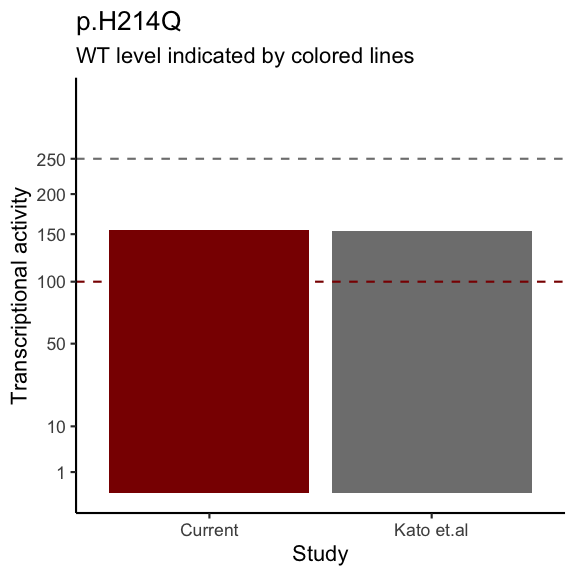 p.H214Q
WT level indicated by colored lines
Transcriptional activity
250
200
150
100
50
10
1
Current
Kato et.al
Study